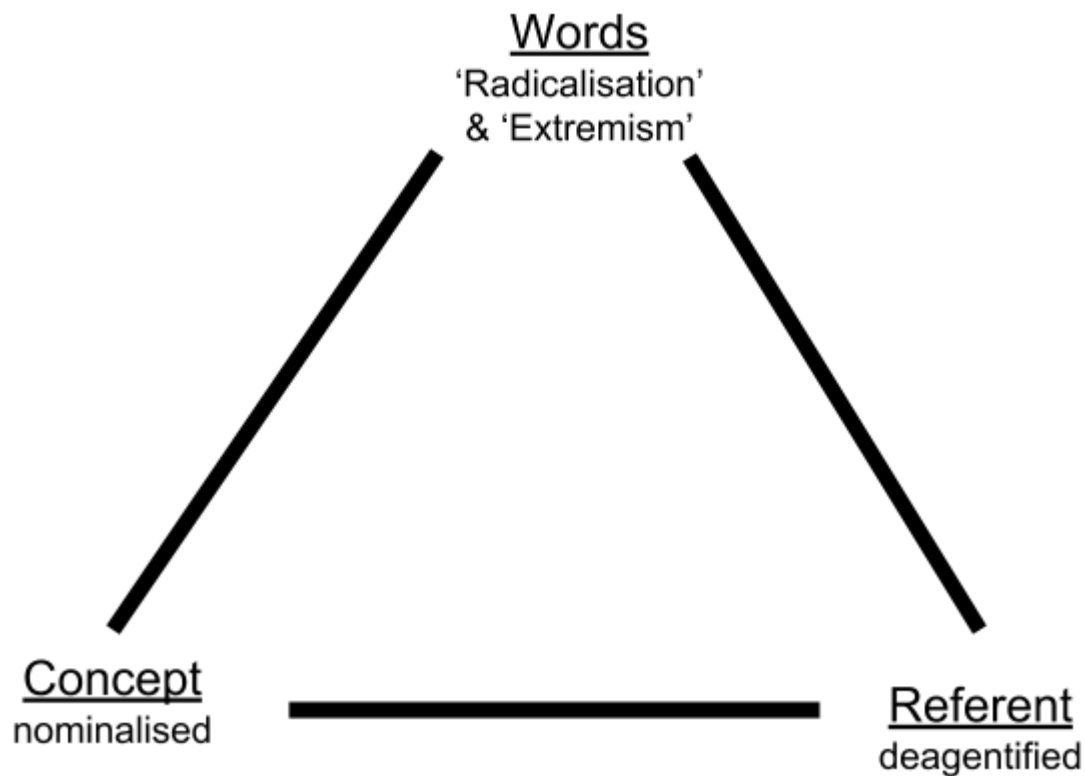 Words
‘Radicalisation’
& ‘Extremism’
Concept
nominalised
Referent
deagentified